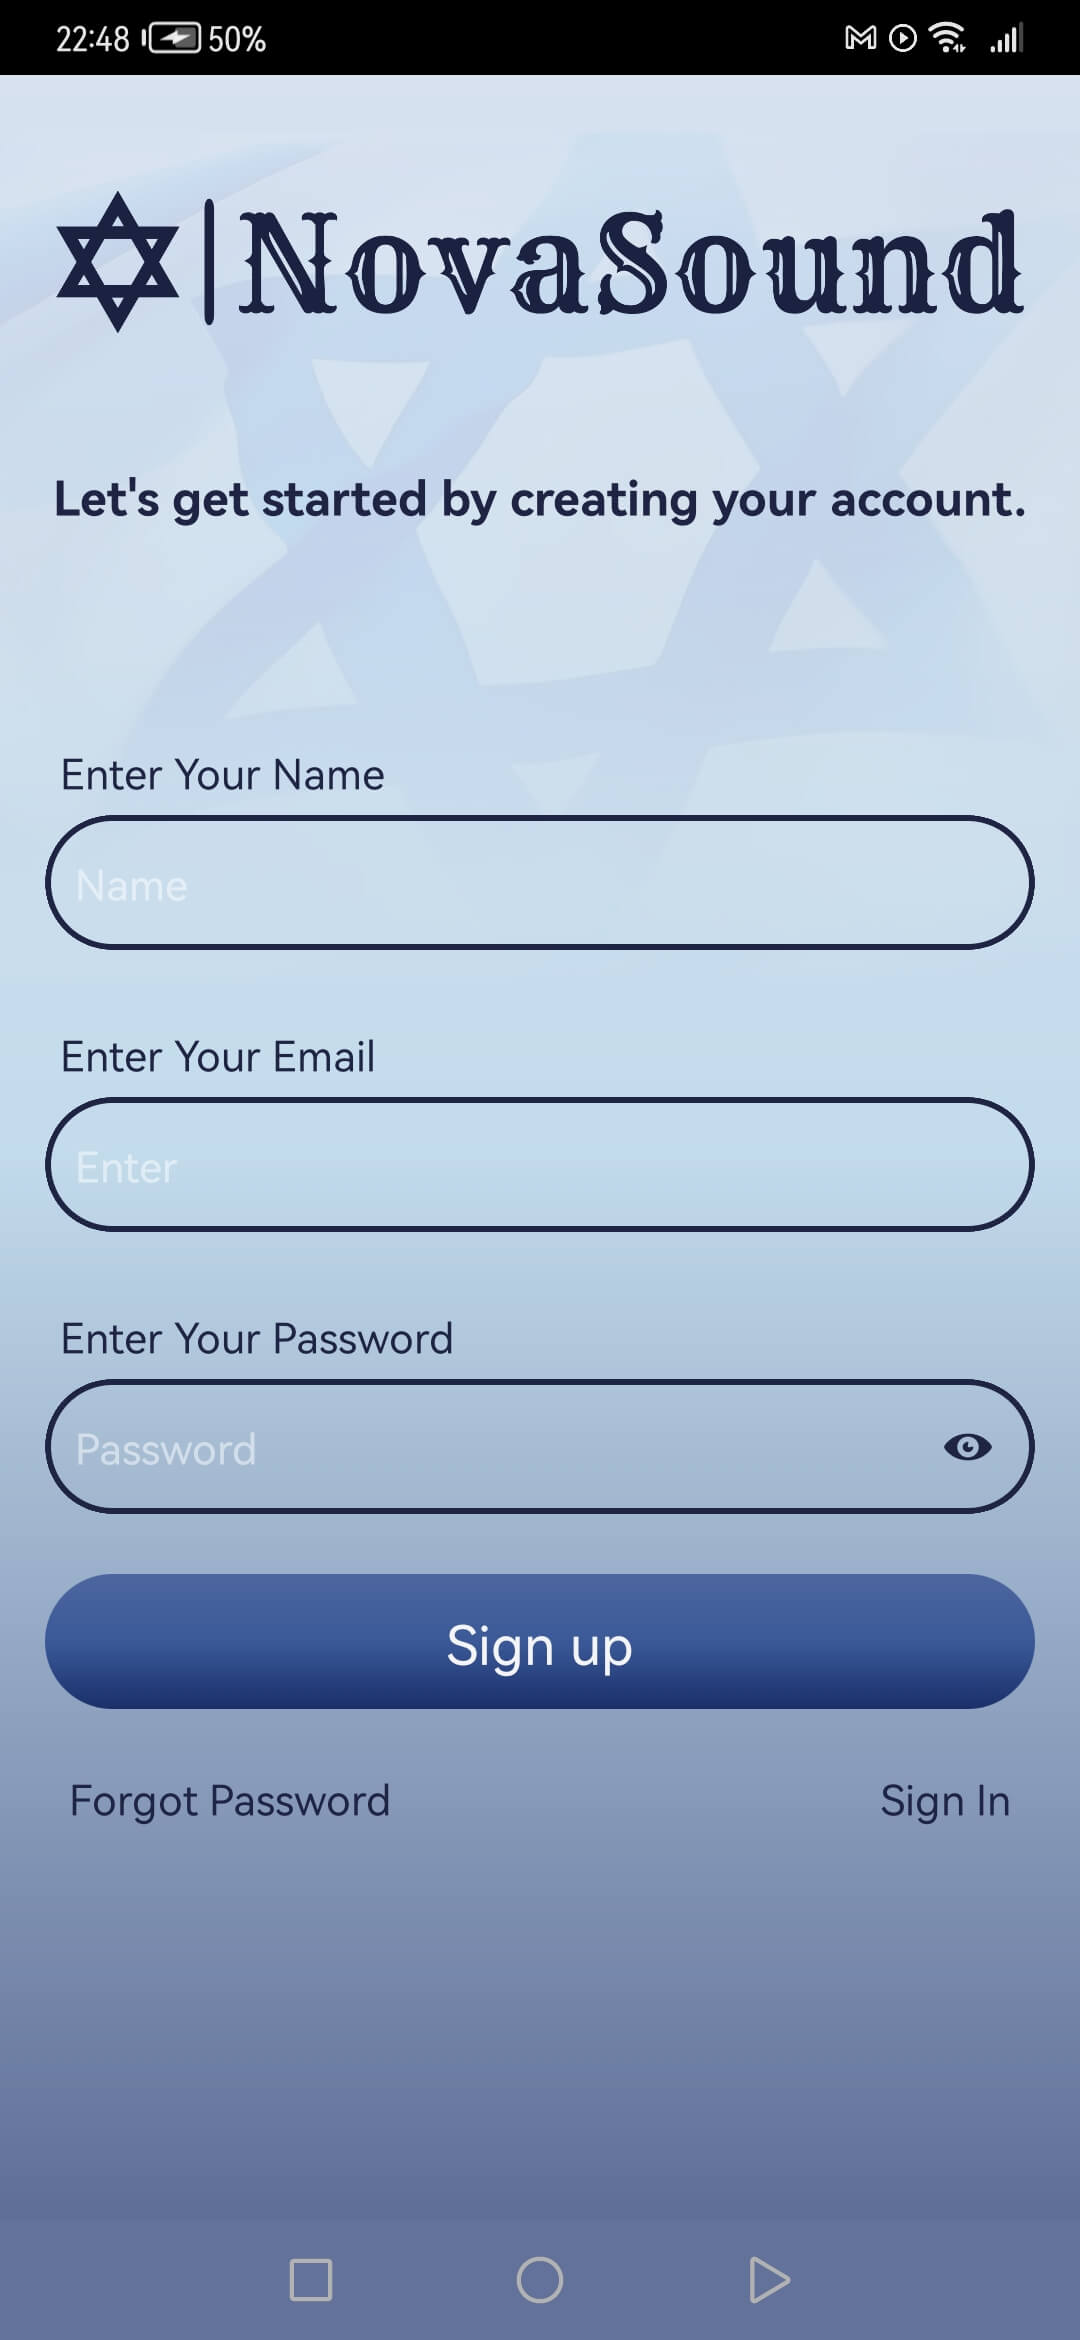 22:48 50%
NovaSound
Let's get started by creating your account.
Enter Your Name
Name
Enter Your Email
Enter
Enter Your Password
Password
Sign up
Forgot Password Sign In